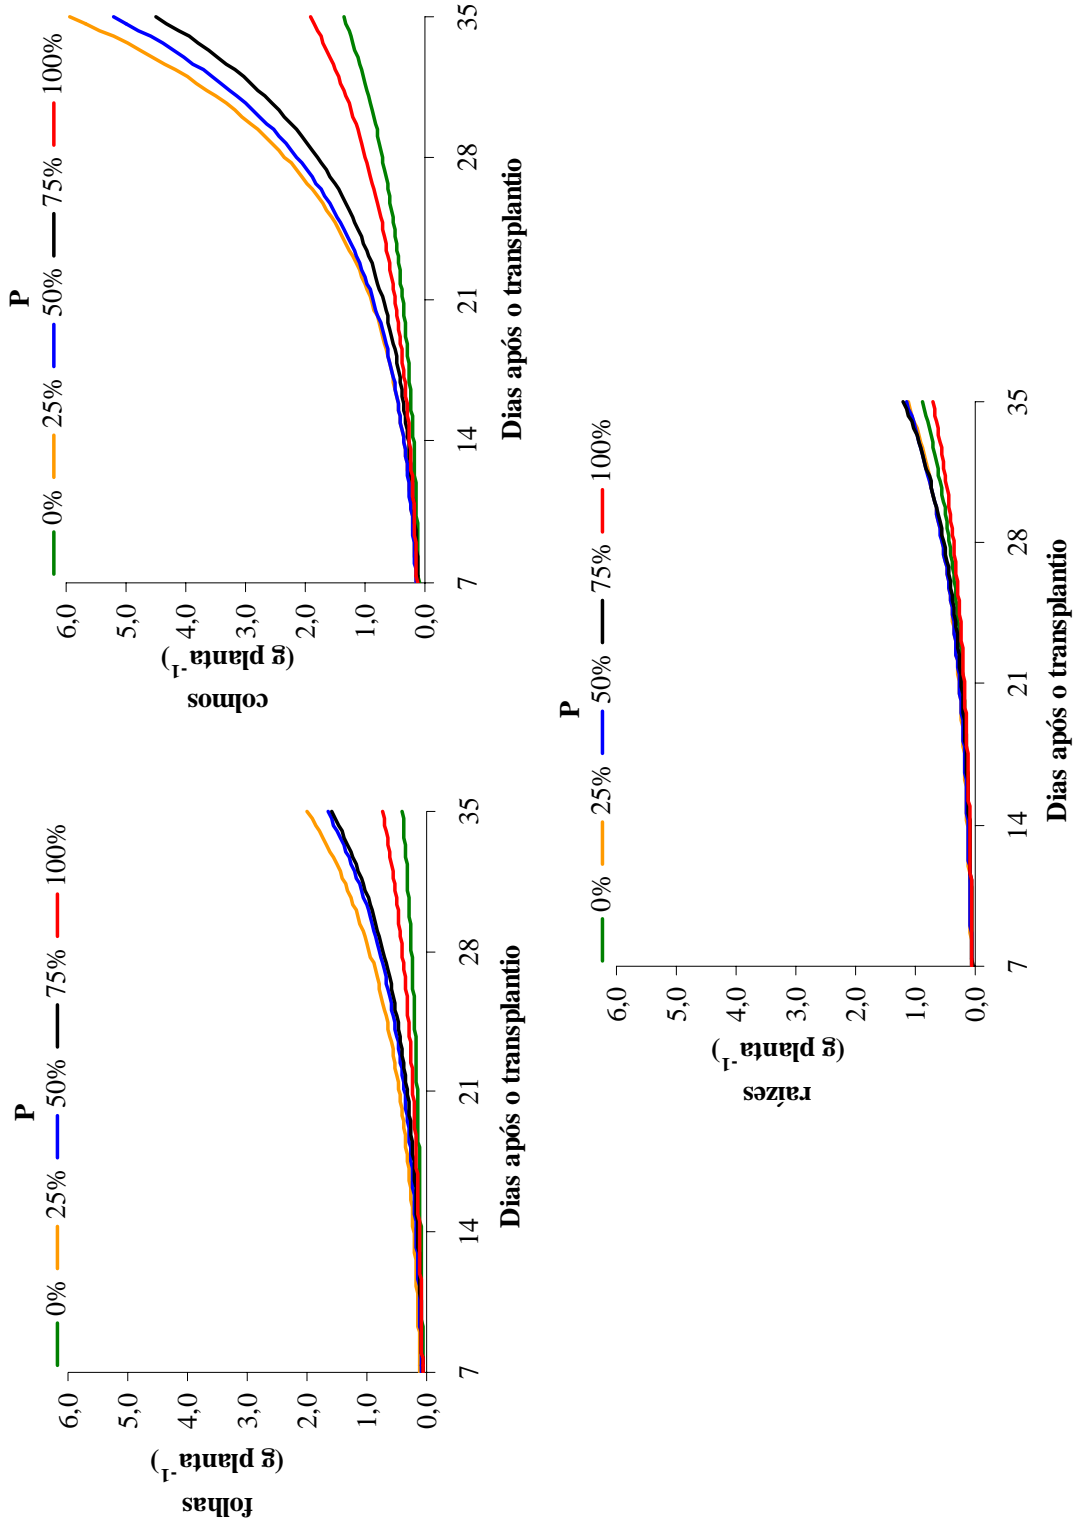 P
0% 25% 50% 75% 100%
6,0
5,0
4,0
3,0
2,0
1,0
0,0
folhas
(g planta-1)
7 14 21 28 35
Dias após o transplantio
P
0% 25% 50% 75% 100%
6,0
5,0
4,0
3,0
2,0
1,0
0,0
colmos
(g planta-1)
7 14 21 28 35
Dias após o transplantio
P
0% 25% 50% 75% 100%
6,0
5,0
4,0
3,0
2,0
1,0
0,0
raízes
(g planta-1)
7 14 21 28 35
Dias após o transplantio